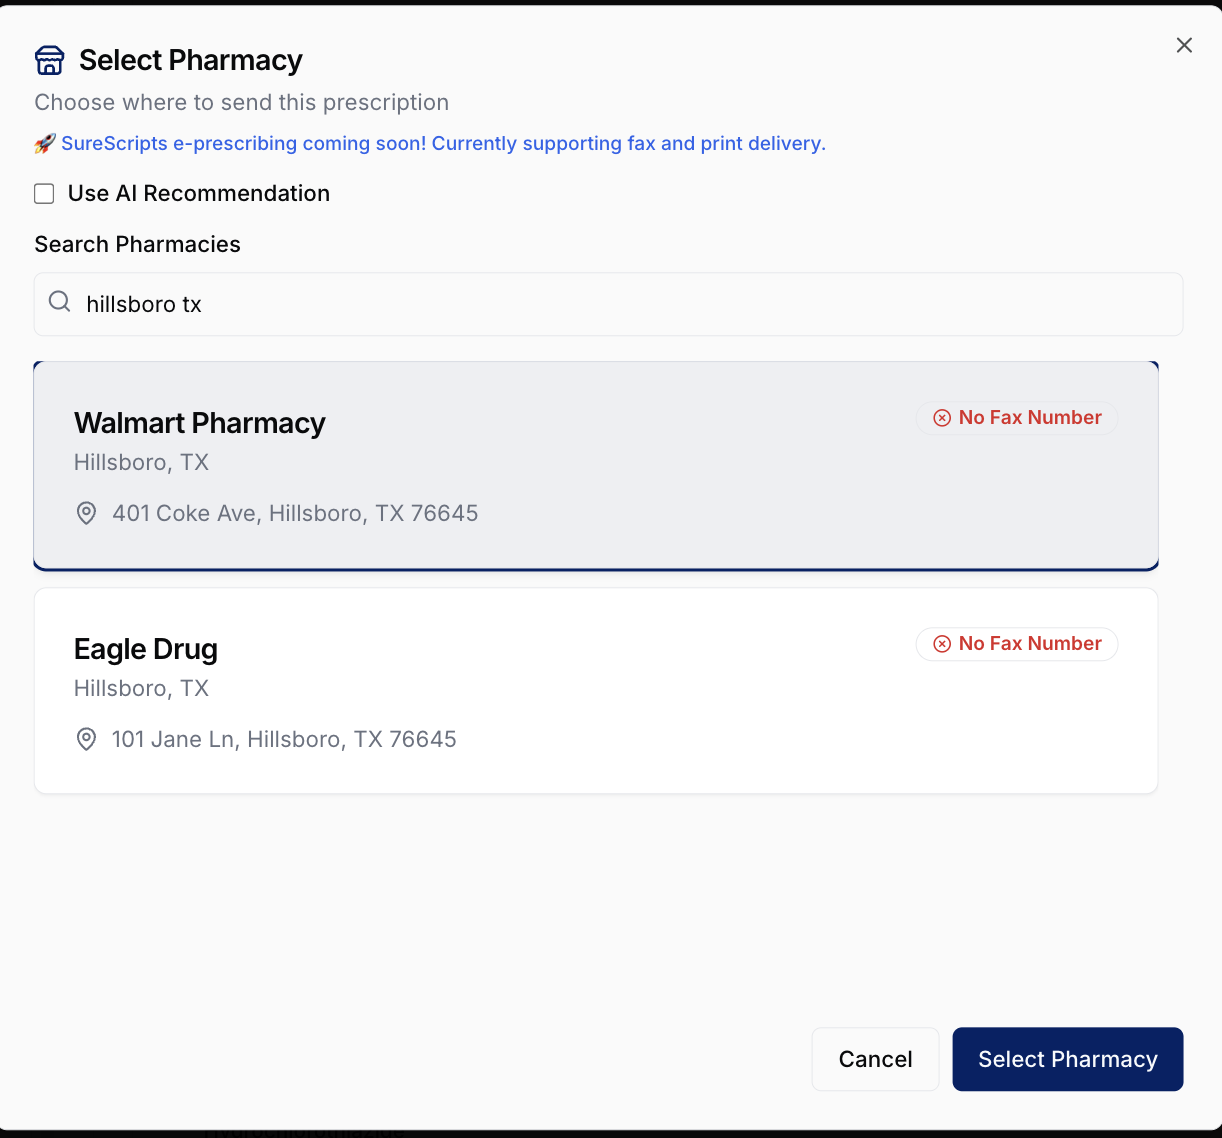 Select Pharmacy
Choose where to send this prescription
🚀 SureScripts e-prescribing coming soon! Currently supporting fax and print delivery.
Use AI Recommendation
Search Pharmacies
hillsboro tx
Walmart Pharmacy
No Fax Number
Hillsboro, TX
401 Coke Ave, Hillsboro, TX 76645
Eagle Drug
No Fax Number
Hillsboro, TX
101 Jane Ln, Hillsboro, TX 76645
Cancel
Select Pharmacy